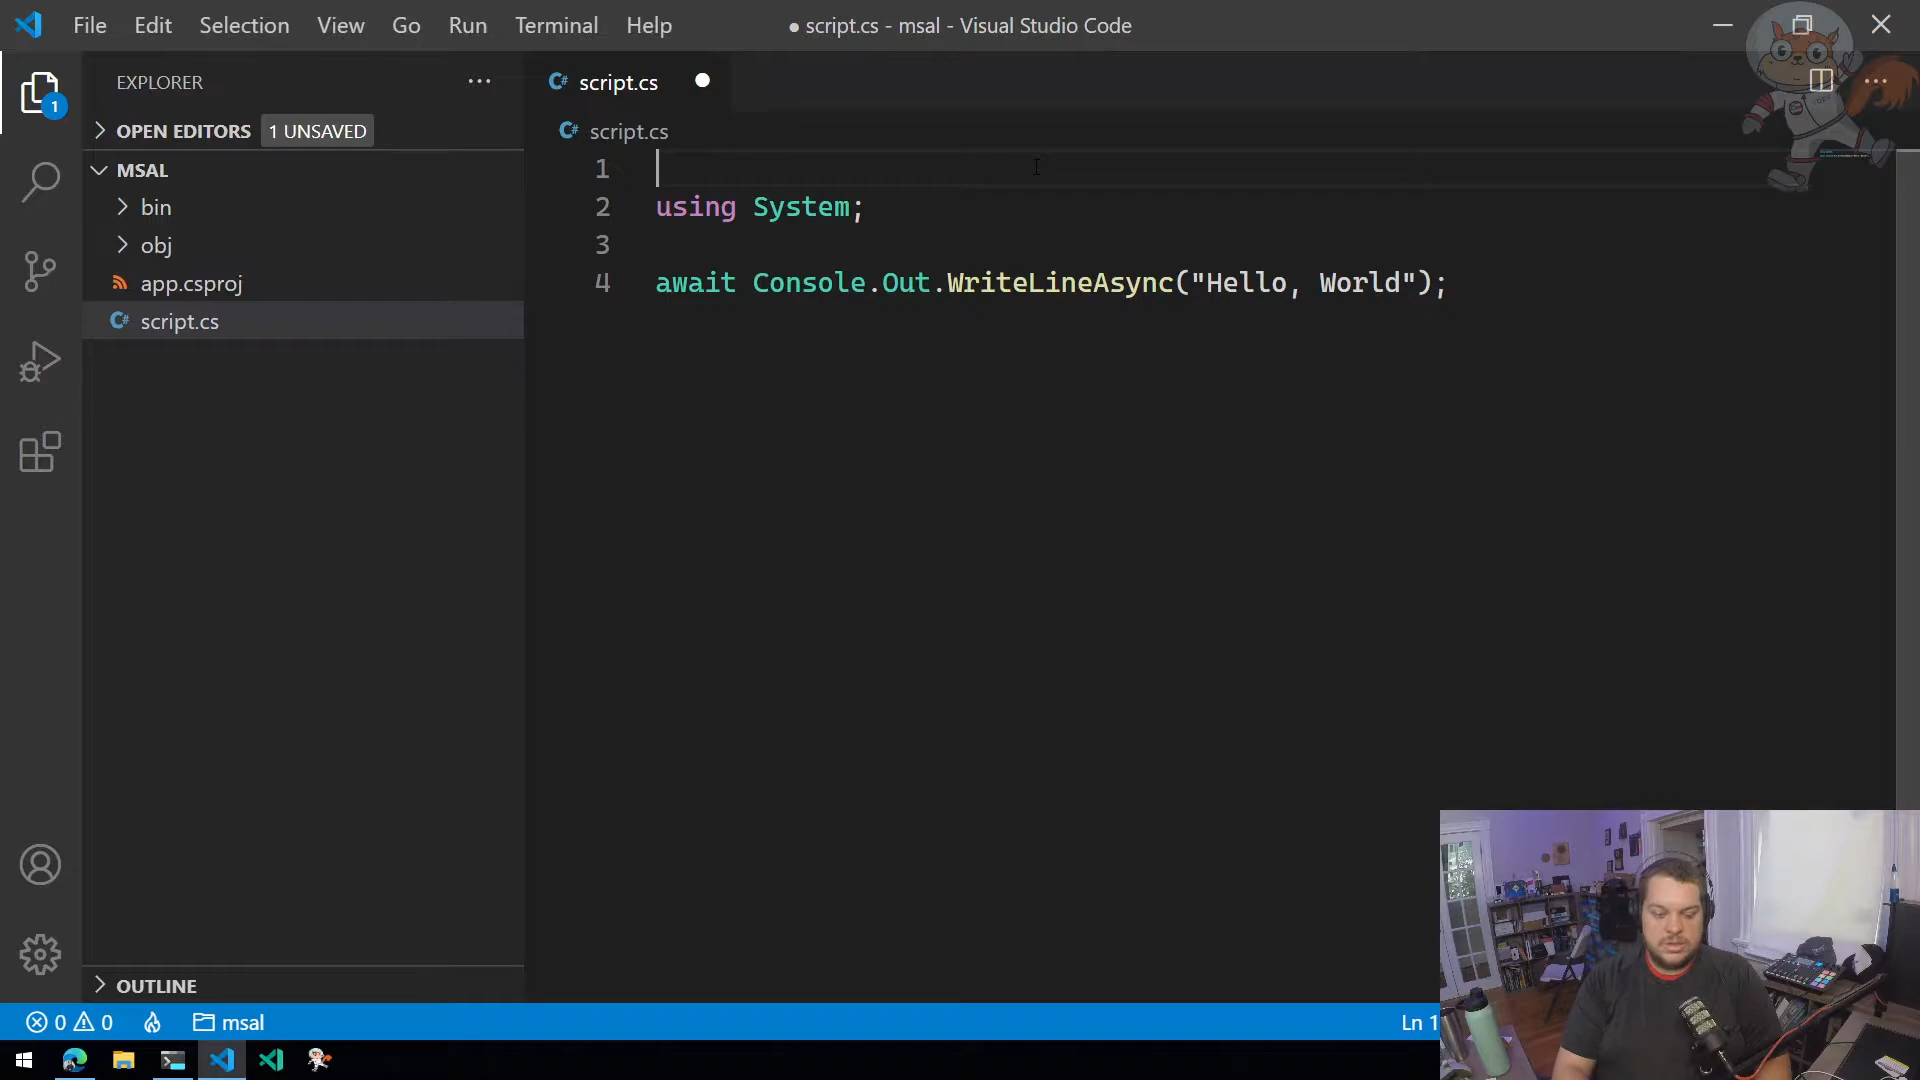 File Edit Selection View Go Run Terminal Help
● script.cs - msal - Visual Studio Code
EXPLORER
1
OPEN EDITORS 1 UNSAVED
MSAL
bin
obj
app.csproj
C# script.cs
OUTLINE
C# script.cs
C# script.cs
1
2 using System;
3
4 await Console.Out.WriteLineAsync("Hello, World");
0 0 msal
Ln 1